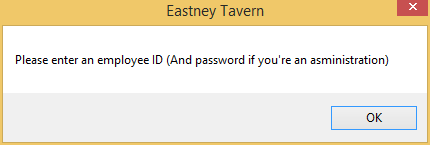 Eastney Tavern
Please enter an employee ID (And password if you're an asministration)
OK